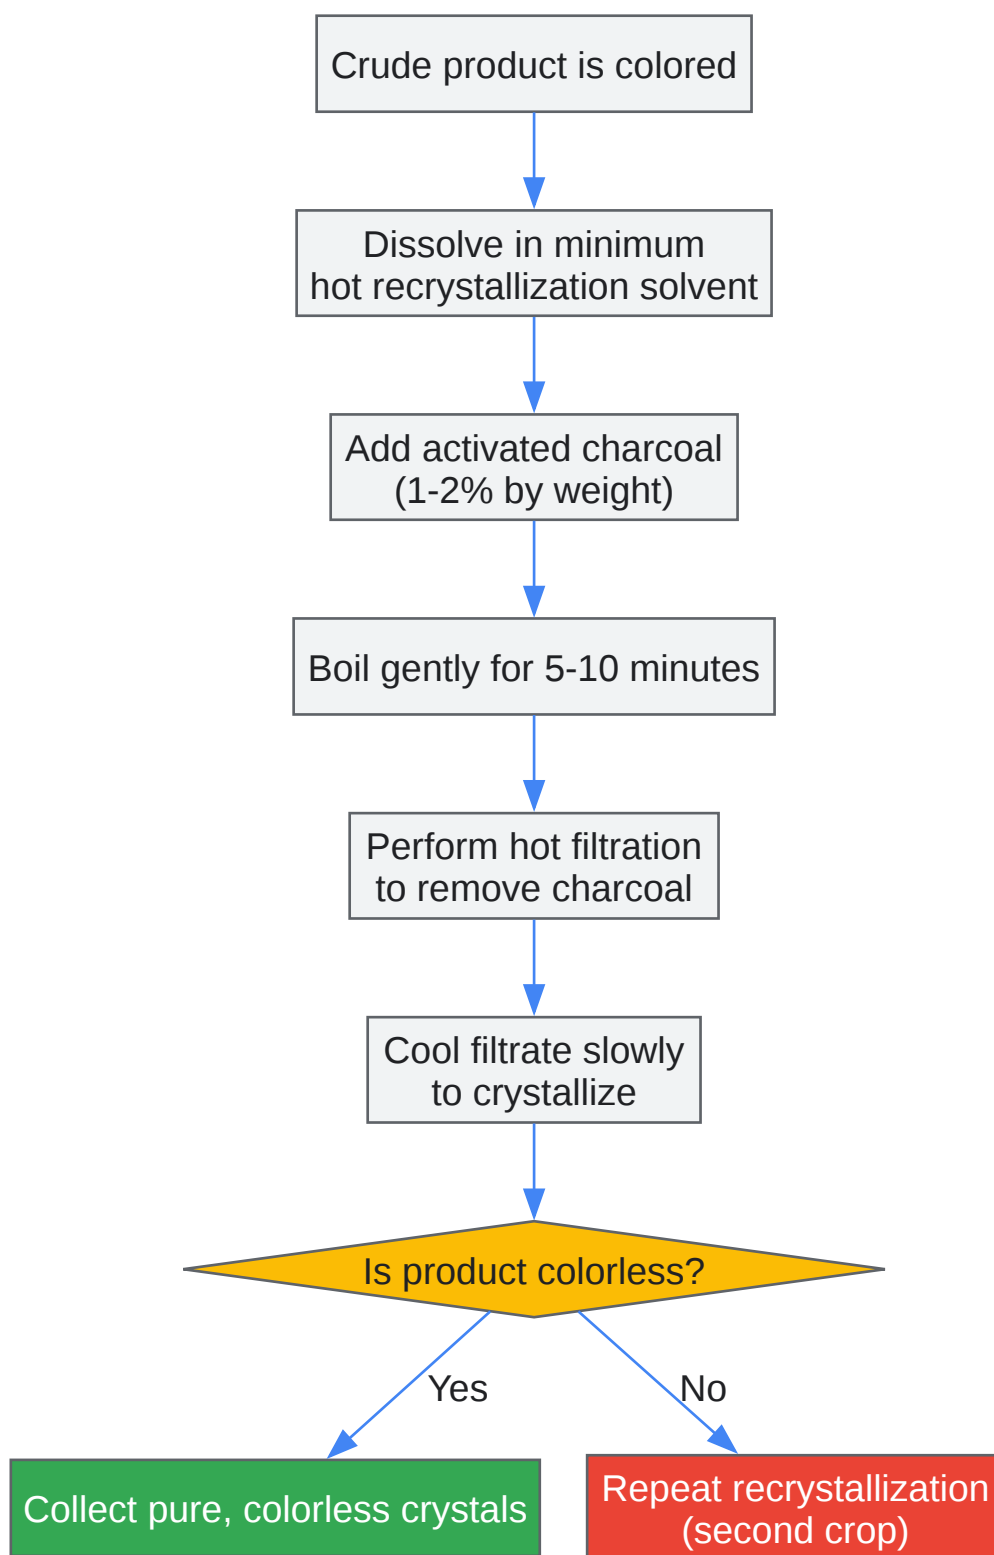 Crude product is colored
Dissolve in minimum
hot recrystallization solvent
Add activated charcoal
(1-2% by weight)
Boil gently for 5-10 minutes
Perform hot filtration
to remove charcoal
Cool filtrate slowly
to crystallize
Is product colorless?
Yes
No
Collect pure, colorless crystals
Repeat recrystallization
(second crop)